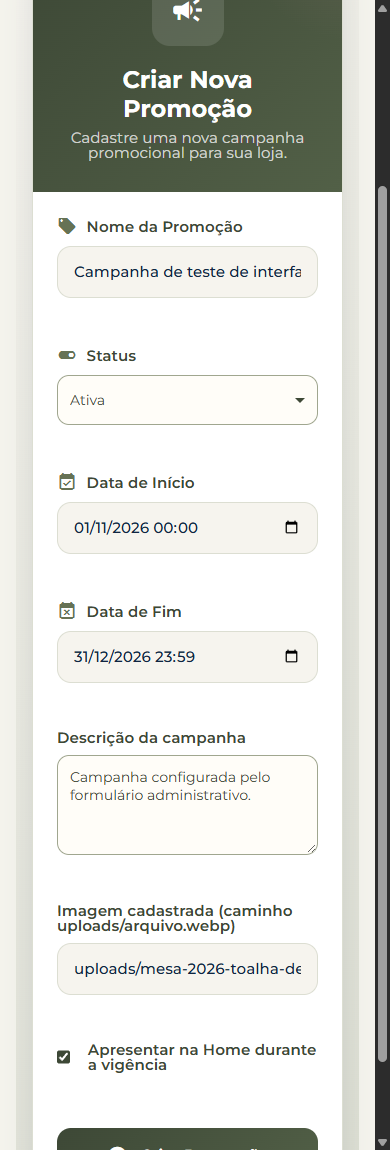 Criar Nova
Promoção
Cadastre uma nova campanha
promocional para sua loja.
Nome da Promoção
Campanha de teste de interfa
Status
Ativa
Data de Início
01/11/2026 00:00
Data de Fim
31/12/2026 23:59
Descrição da campanha
Campanha configurada pelo
formulário administrativo.
Imagem cadastrada (caminho
uploads/arquivo.webp)
uploads/mesa-2026-toalha-de
Apresentar na Home durante
a vigência